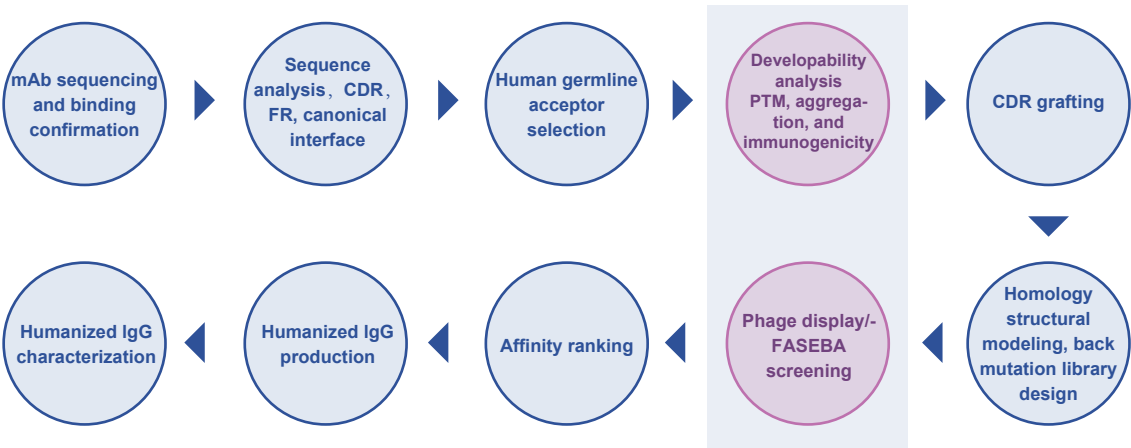 mAb sequencing
and binding
confirmation
Sequence
analysis，CDR，
FR, canonical
interface
Human germline
acceptor
selection
Developability
analysis
PTM, aggrega-
tion, and
immunogenicity
CDR grafting
Homology
structural
modeling, back
mutation library
design
Phage display/-
FASEBA
screening
Affinity ranking
Humanized IgG
production
Humanized IgG
characterization